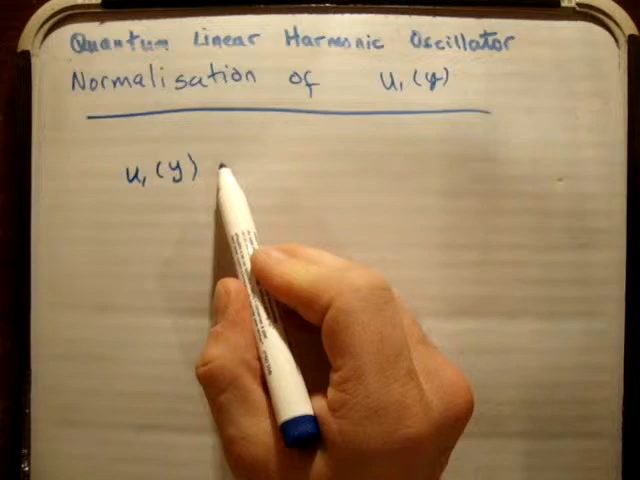 Quantum Linear Harmonic Oscillator
Normalisation of u₁(y)
u₁(y)